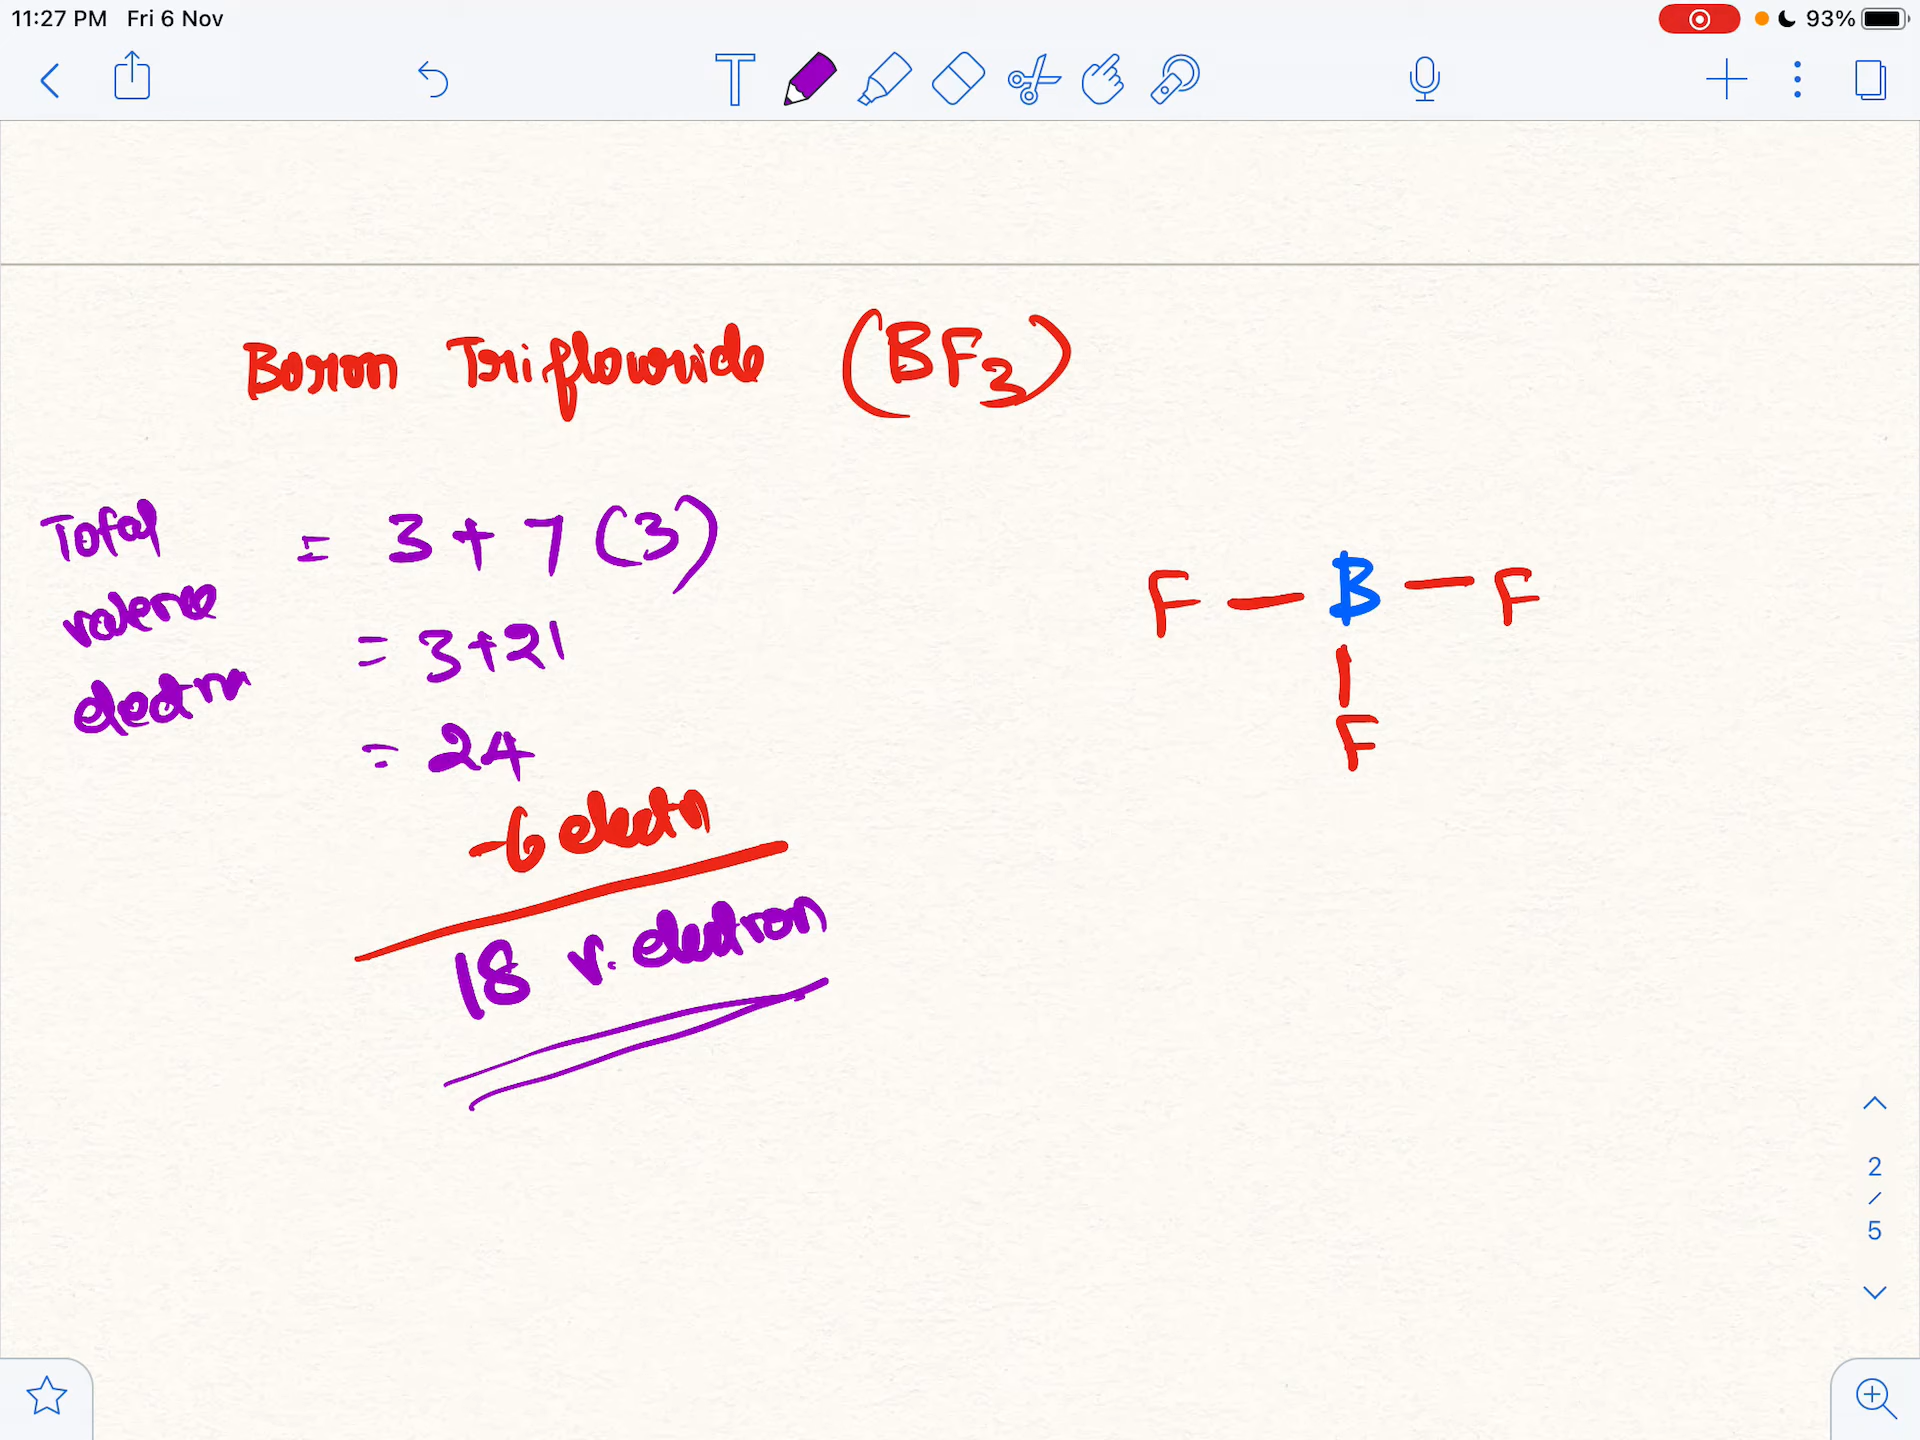 11:27 PM Fri 6 Nov 93%
T
Boron Triflouride (BF3)
Total = 3 + 7 (3)
valence = 3+21
electron = 24
-6 electn
18 v. electron
F — B — F
F
2
/
5